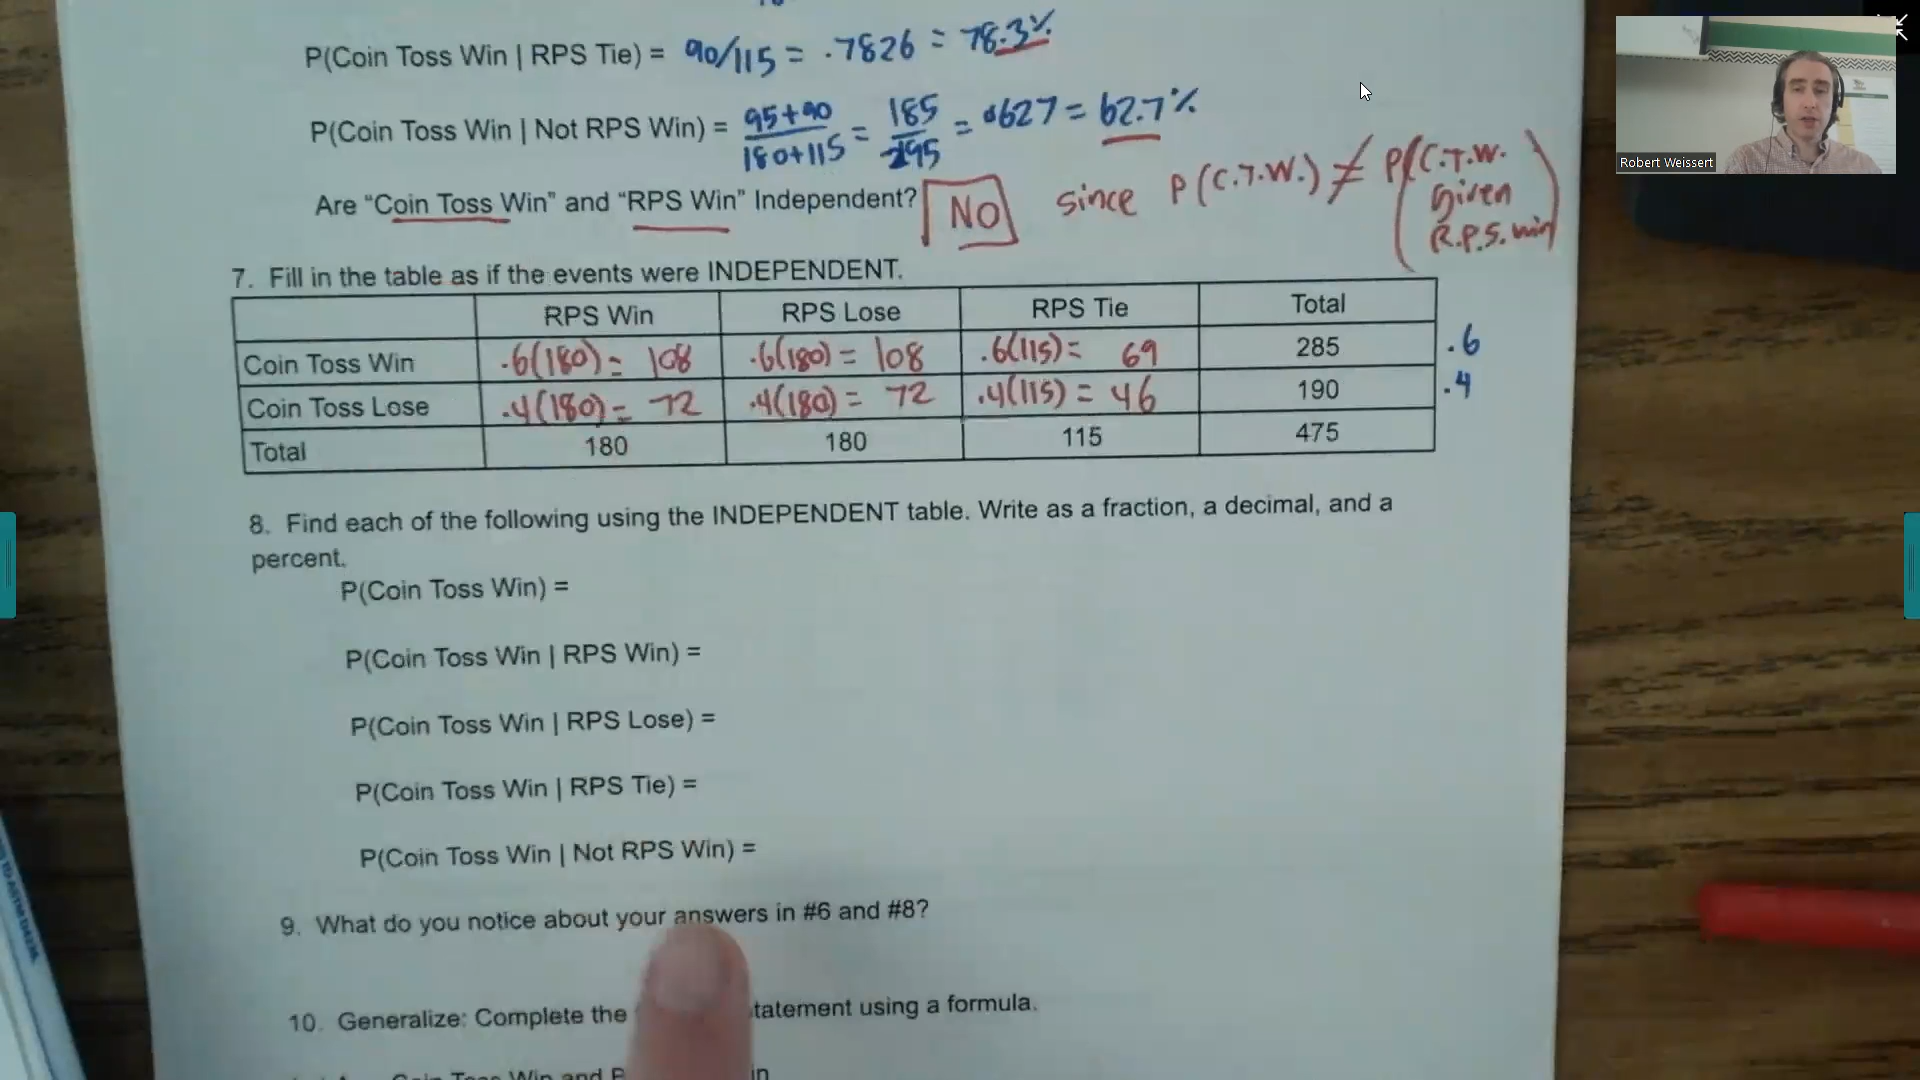 P(Coin Toss Win | RPS Tie) = 90/115 = .7826 = 78.3%
P(Coin Toss Win | Not RPS Win) = 95+90 / 180+115 = 185 / 295 = .627 = 62.7%
Are “Coin Toss Win” and “RPS Win” Independent? NO since P(C.T.W.) ≠ P(C.T.W. given R.P.S. win)
Robert Weissert
7. Fill in the table as if the events were INDEPENDENT.
RPS Win RPS Lose RPS Tie Total
Coin Toss Win .6(180) = 108 .6(180) = 108 .6(115) = 69 285 .6
Coin Toss Lose .4(180) = 72 .4(180) = 72 .4(115) = 46 190 .4
Total 180 180 115 475
8. Find each of the following using the INDEPENDENT table. Write as a fraction, a decimal, and a
percent.
P(Coin Toss Win) =
P(Coin Toss Win | RPS Win) =
P(Coin Toss Win | RPS Lose) =
P(Coin Toss Win | RPS Tie) =
P(Coin Toss Win | Not RPS Win) =
9. What do you notice about your answers in #6 and #8?
10. Generalize: Complete the tatement using a formula.
Coin Toss Win and